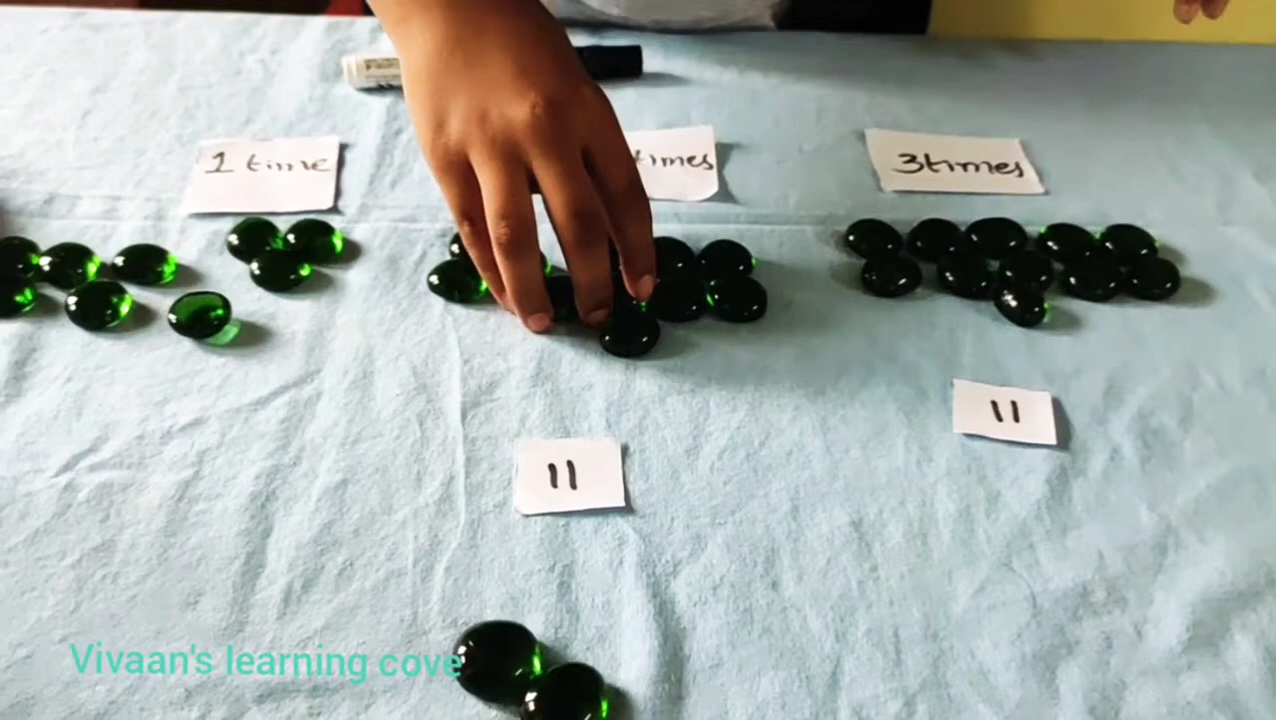 1 time
times
3times
11
11
Vivaan's learning cove